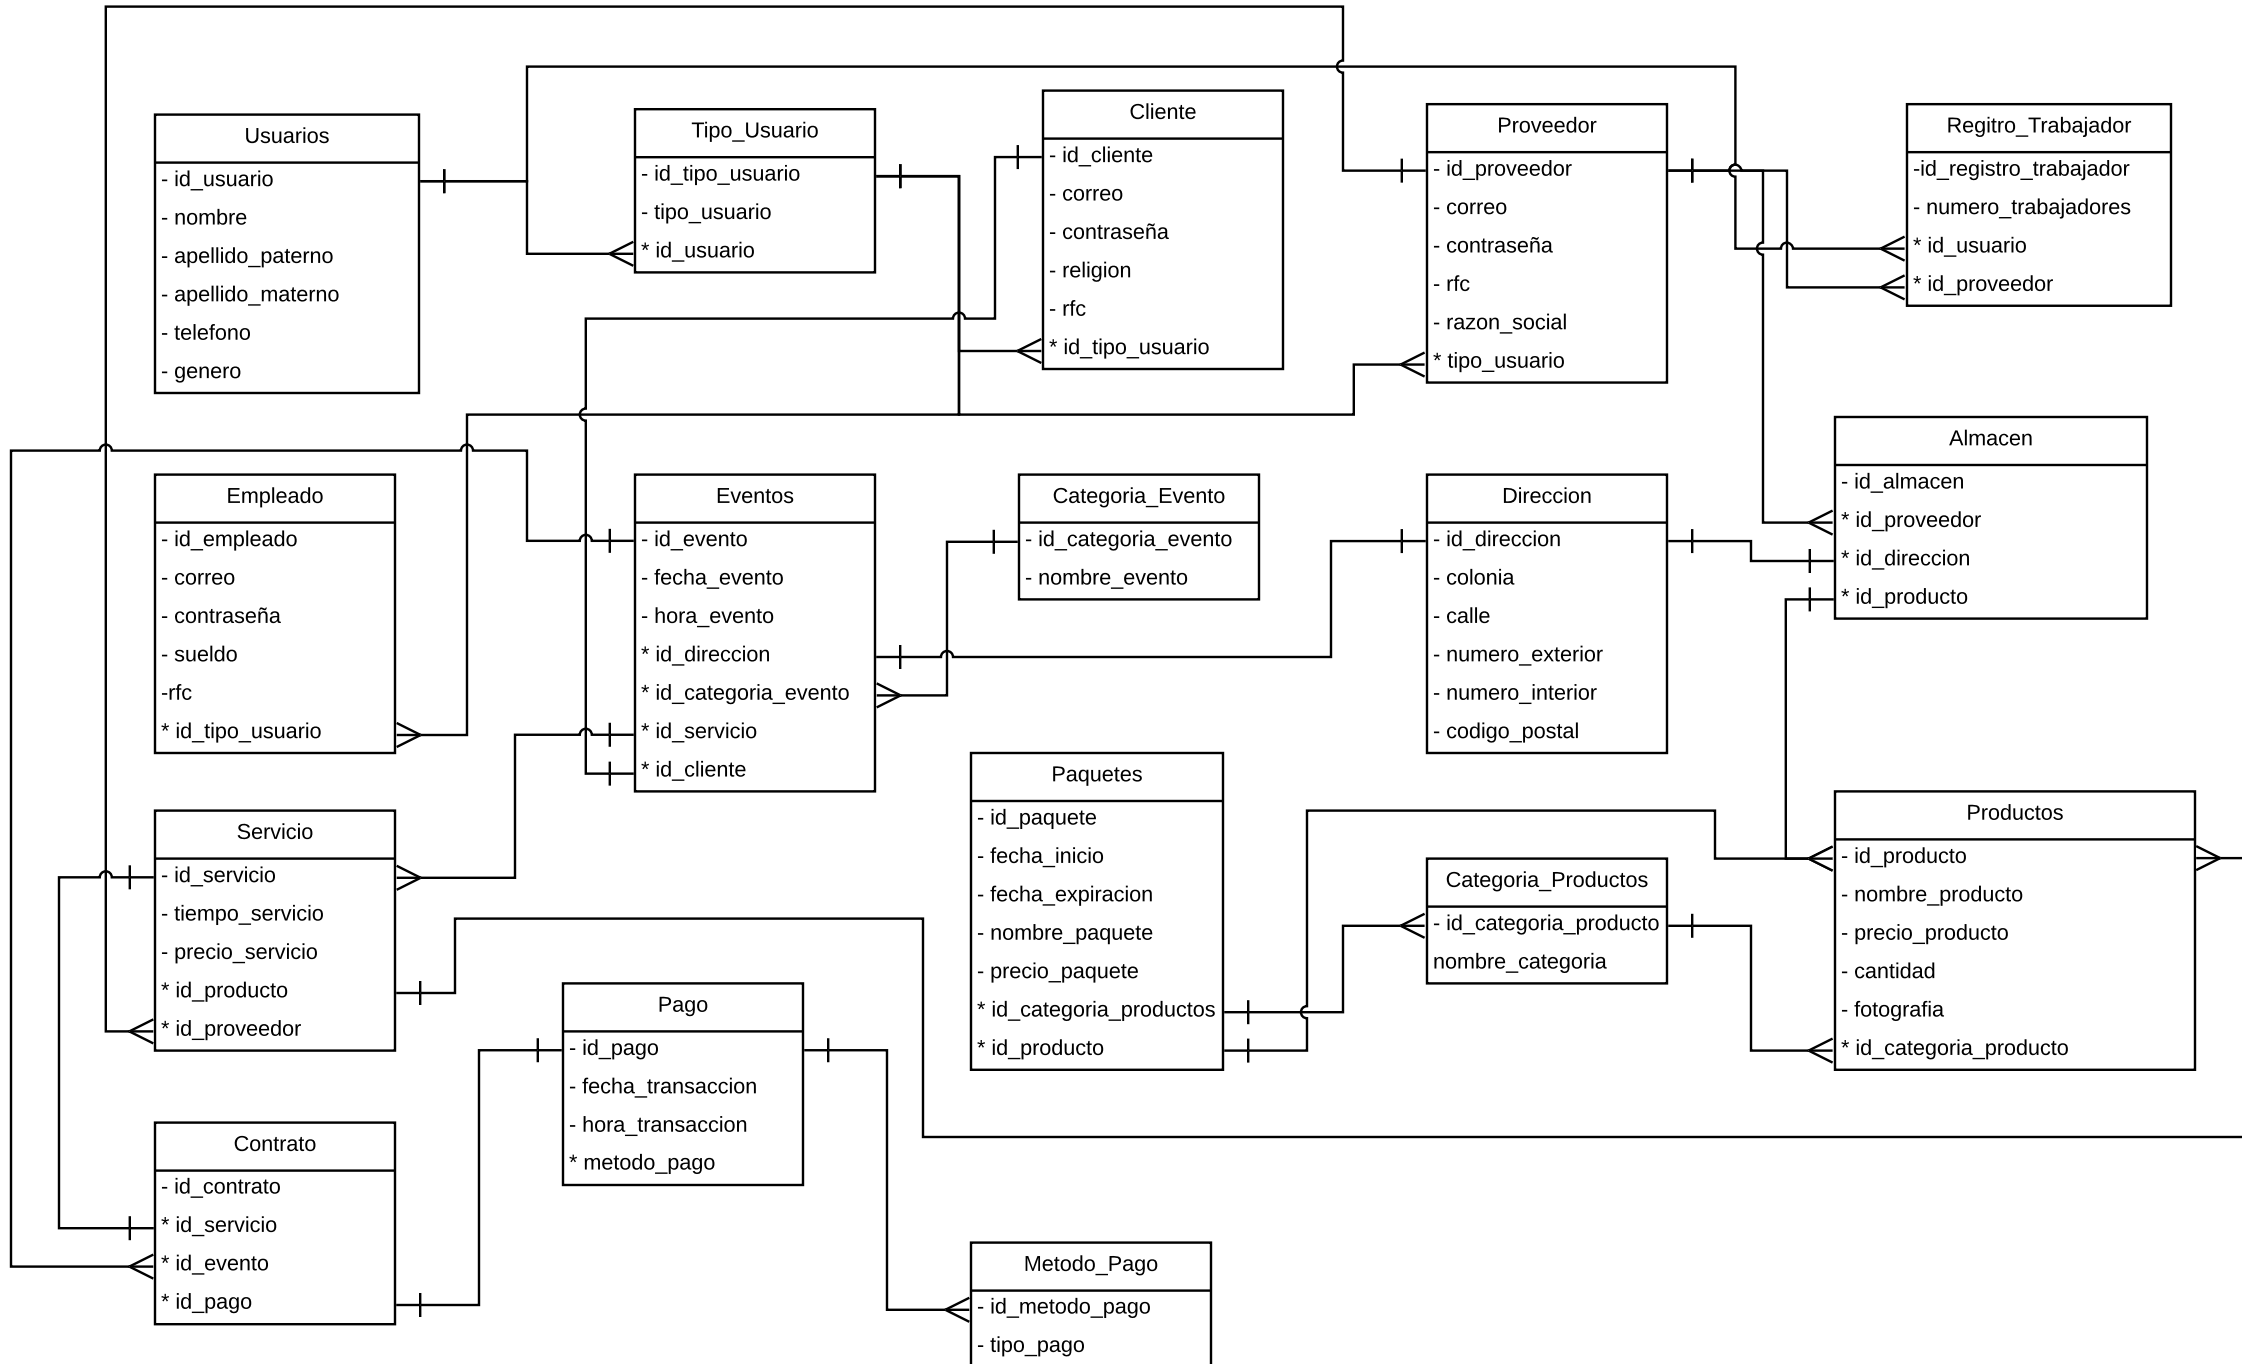 Usuarios
- id_usuario
- nombre
- apellido_paterno
- apellido_materno
- telefono
- genero
Tipo_Usuario
- id_tipo_usuario
- tipo_usuario
* id_usuario
Cliente
- id_cliente
- correo
- contraseña
- religion
- rfc
* id_tipo_usuario
Proveedor
- id_proveedor
- correo
- contraseña
- rfc
- razon_social
* tipo_usuario
Regitro_Trabajador
-id_registro_trabajador
- numero_trabajadores
* id_usuario
* id_proveedor
Empleado
- id_empleado
- correo
- contraseña
- sueldo
-rfc
* id_tipo_usuario
Eventos
- id_evento
- fecha_evento
- hora_evento
* id_direccion
* id_categoria_evento
* id_servicio
* id_cliente
Categoria_Evento
- id_categoria_evento
- nombre_evento
Direccion
- id_direccion
- colonia
- calle
- numero_exterior
- numero_interior
- codigo_postal
Almacen
- id_almacen
* id_proveedor
* id_direccion
* id_producto
Servicio
- id_servicio
- tiempo_servicio
- precio_servicio
* id_producto
* id_proveedor
Paquetes
- id_paquete
- fecha_inicio
- fecha_expiracion
- nombre_paquete
- precio_paquete
* id_categoria_productos
* id_producto
Categoria_Productos
- id_categoria_producto
nombre_categoria
Productos
- id_producto
- nombre_producto
- precio_producto
- cantidad
- fotografia
* id_categoria_producto
Pago
- id_pago
- fecha_transaccion
- hora_transaccion
* metodo_pago
Contrato
- id_contrato
* id_servicio
* id_evento
* id_pago
Metodo_Pago
- id_metodo_pago
- tipo_pago